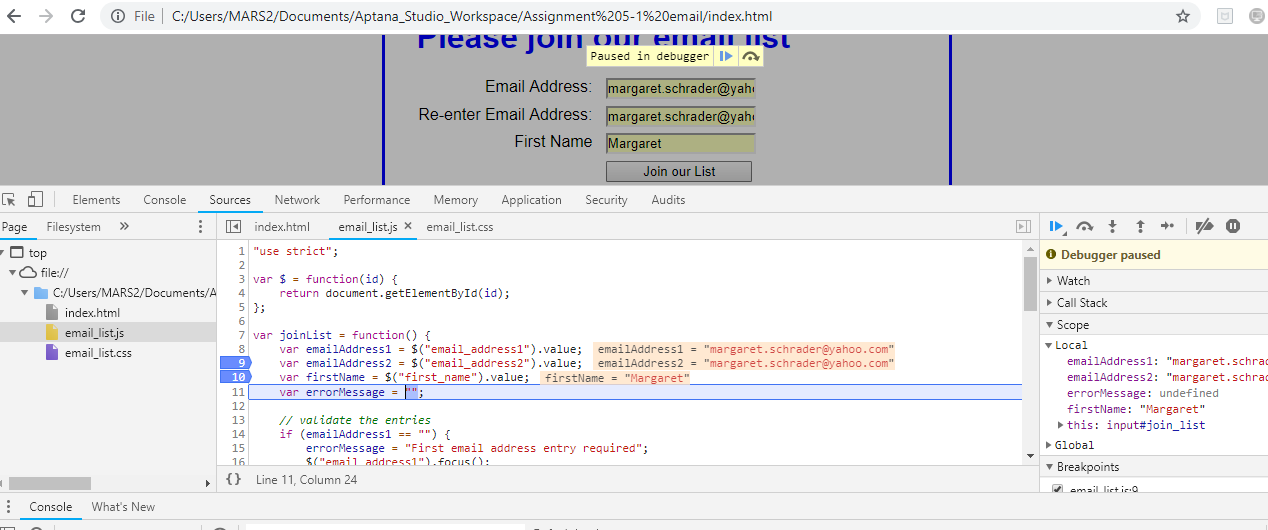 File C:/Users/MARS2/Documents/Aptana_Studio_Workspace/Assignment%205-1%20email/index.html
Please join our email list
Paused in debugger
Email Address: margaret.schrader@yaho
Re-enter Email Address: margaret.schrader@yaho
First Name Margaret
Join our List
Elements Console Sources Network Performance Memory Application Security Audits
Page Filesystem » index.html email_list.js × email_list.css
top
file://
C:/Users/MARS2/Documents/A
index.html
email_list.js
email_list.css
1 "use strict";
2
3 var $ = function(id) {
4 return document.getElementById(id);
5 };
6
7 var joinList = function() {
8 var emailAddress1 = $("email_address1").value; emailAddress1 = "margaret.schrader@yahoo.com"
9 var emailAddress2 = $("email_address2").value; emailAddress2 = "margaret.schrader@yahoo.com"
10 var firstName = $("first_name").value; firstName = "Margaret"
11 var errorMessage = "";
12
13 // validate the entries
14 if (emailAddress1 == "") {
15 errorMessage = "First email address entry required";
16 $("email_address1").focus();
{} Line 11, Column 24
Debugger paused
Watch
Call Stack
Scope
Local
emailAddress1: "margaret.schrad
emailAddress2: "margaret.schrad
errorMessage: undefined
firstName: "Margaret"
this: input#join_list
Global
Breakpoints
email_list.js:9
Console What's New